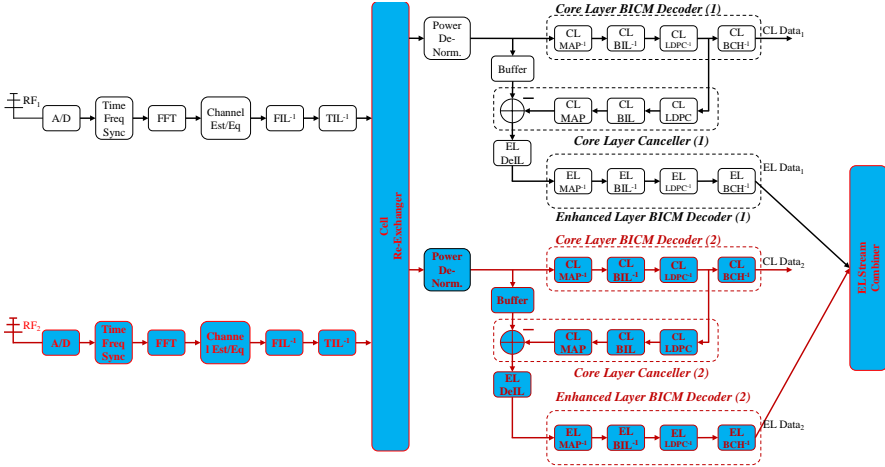 Core Layer BICM Decoder (1)
Power
De-
Norm.
CL
MAP-1
CL
BIL-1
CL
LDPC-1
CL
BCH-1
CL Data1
Buffer
RF1
A/D
Time
Freq
Sync
FFT
Channel
Est/Eq
FIL-1
TIL-1
CL
MAP
CL
BIL
CL
LDPC
Core Layer Canceller (1)
EL
DeIL
EL
MAP-1
EL
BIL-1
EL
LDPC-1
EL
BCH-1
EL Data1
Enhanced Layer BICM Decoder (1)
Cell
Re-Exchanger
Core Layer BICM Decoder (2)
Power
De-
Norm.
CL
MAP-1
CL
BIL-1
CL
LDPC-1
CL
BCH-1
CL Data2
EL Stream
Combiner
Buffer
RF2
A/D
Time
Freq
Sync
FFT
Channe
l Est/Eq
FIL-1
TIL-1
CL
MAP
CL
BIL
CL
LDPC
Core Layer Canceller (2)
EL
DeIL
Enhanced Layer BICM Decoder (2)
EL
MAP-1
EL
BIL-1
EL
LDPC-1
EL
BCH-1
EL Data2